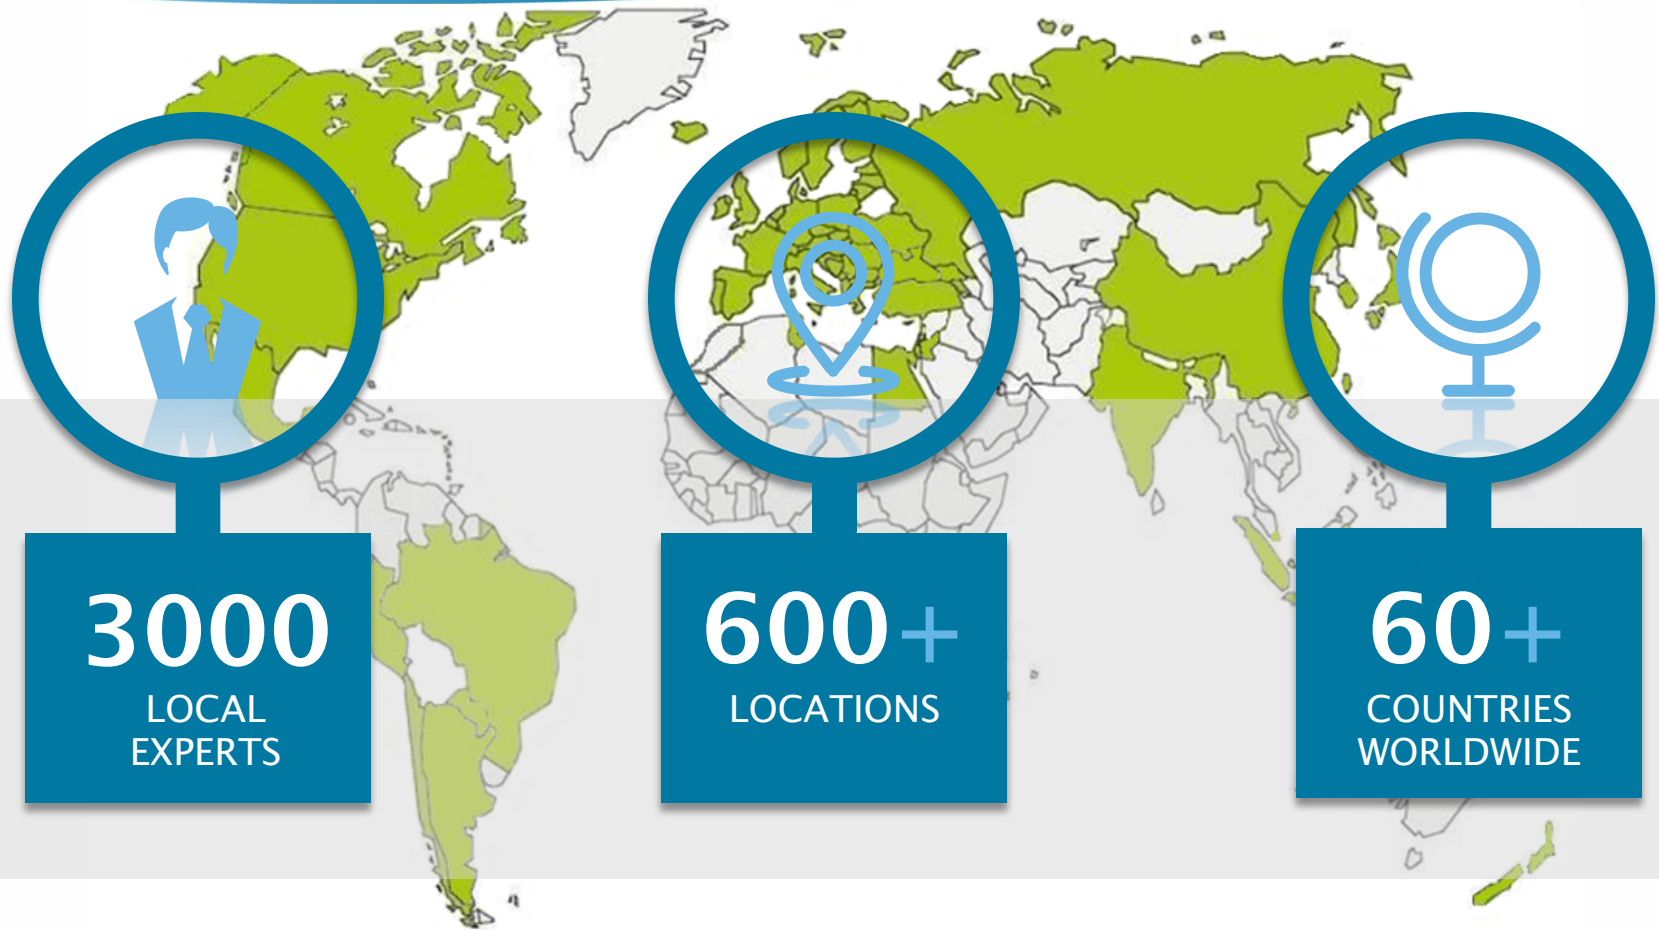 3000
LOCAL
EXPERTS
600+
LOCATIONS
60+
COUNTRIES
WORLDWIDE